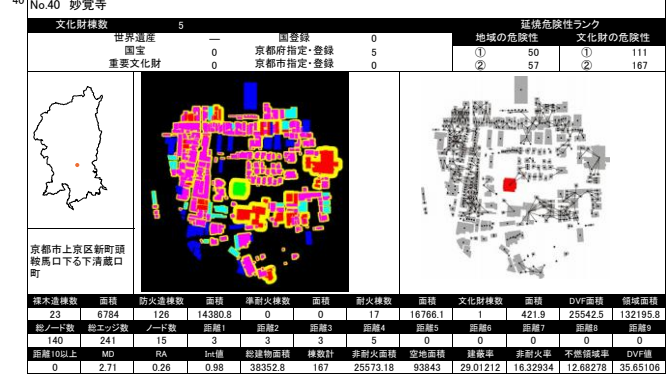 40
No.40 妙覚寺
文化財棟数 5 延焼危険性ランク
世界遺産 ― 国登録 0 地域の危険性 文化財の危険性
国宝 0 京都府指定・登録 5 ① 50 ① 111
重要文化財 0 京都市指定・登録 0 ② 57 ② 167
京都市上京区新町頭
鞍馬口下る下清蔵口
町
裸木造棟数 面積 防火造棟数 面積 準耐火棟数 面積 耐火棟数 面積 文化財棟数 面積 DVF面積 領域面積
23 6784 126 14380.8 0 0 17 16766.1 1 421.9 25542.5 132195.8
総ノード数 総エッジ数 ノード数 距離1 距離2 距離3 距離4 距離5 距離6 距離7 距離8 距離9
140 241 15 3 3 3 5 0 0 0 0 0
距離10以上 MD RA Int値 総建物面積 棟数計 非耐火面積 空地面積 建蔽率 非耐火率 不燃領域率 DVF値
0 2.71 0.26 0.98 38352.8 167 25573.18 93843 29.01212 16.32934 12.68278 35.65106